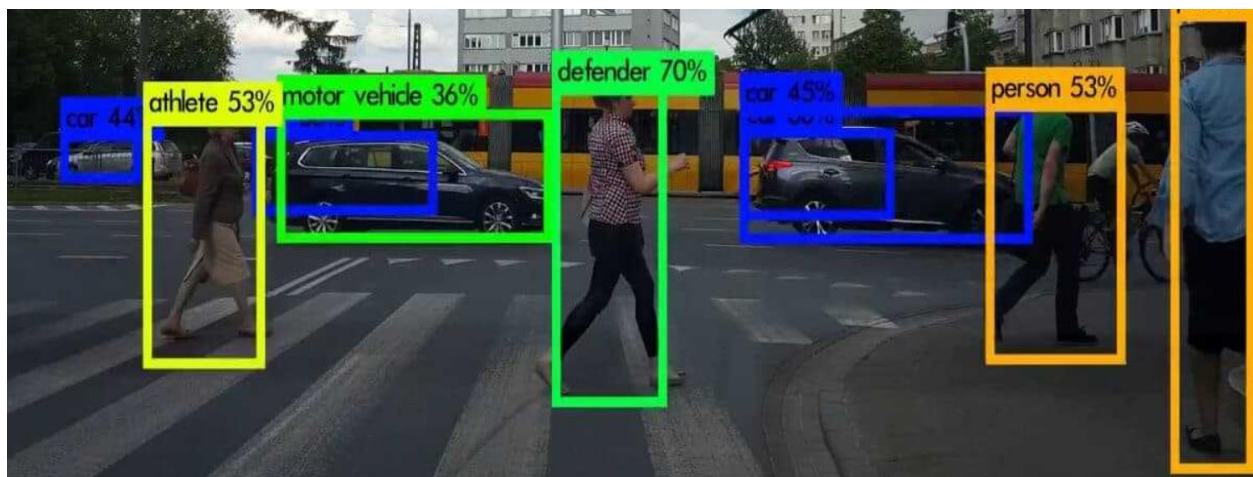 defender 70%
person 53%
car 45%
motor vehicle 36%
athlete 53%
car 44